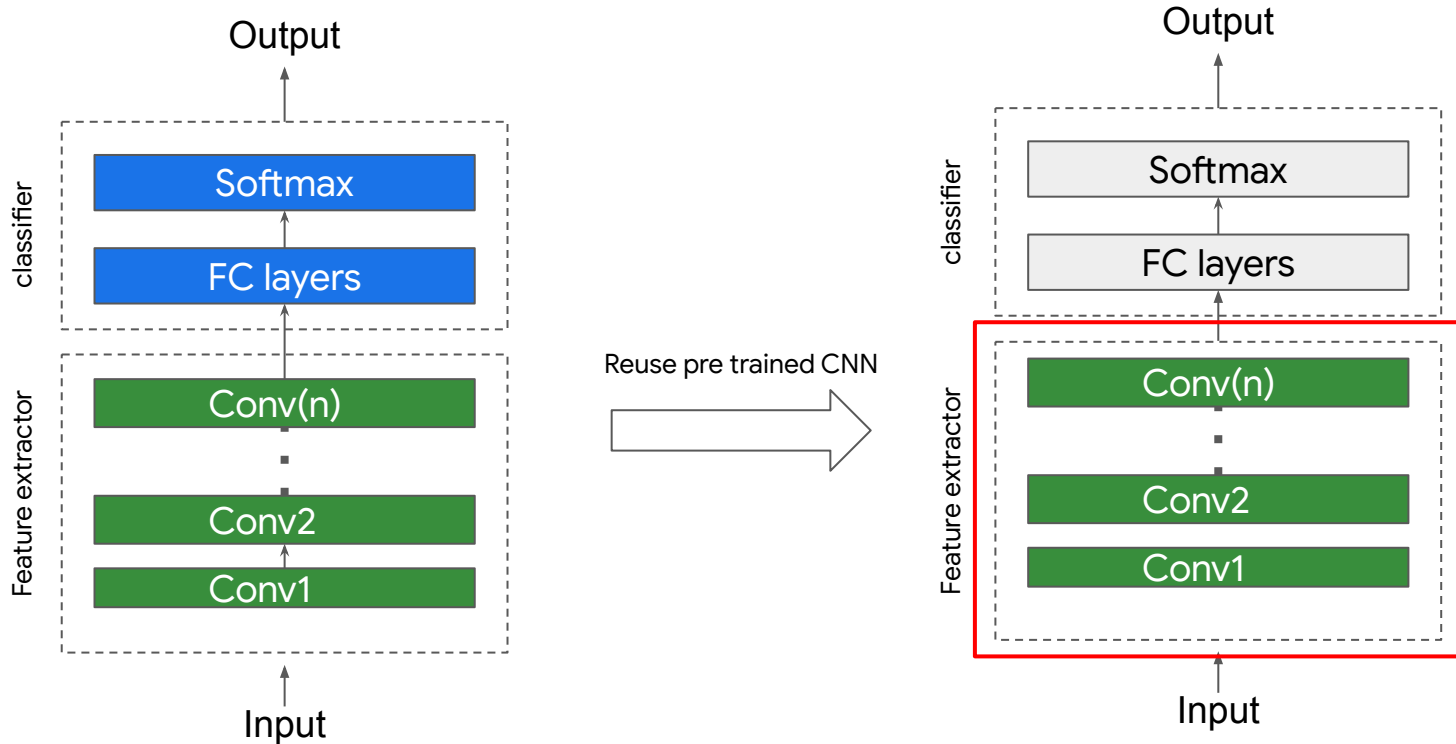 Output
classifier
Softmax
FC layers
Feature extractor
Conv(n)
Conv2
Conv1
Input
Reuse pre trained CNN
Output
classifier
Softmax
FC layers
Feature extractor
Conv(n)
Conv2
Conv1
Input